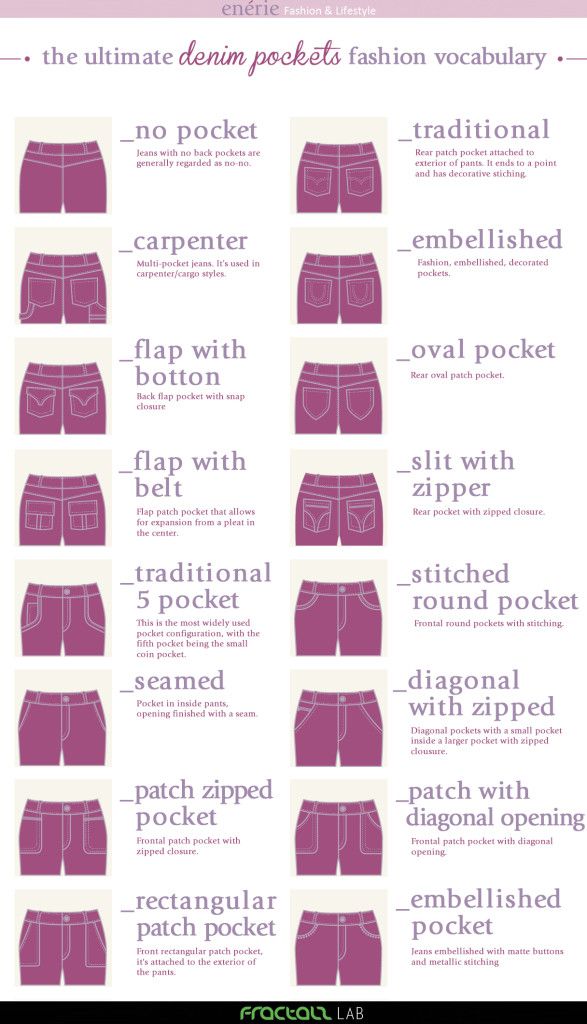 enérie Fashion & Lifestyle
the ultimate denim pockets fashion vocabulary
_no pocket
Jeans with no back pockets are
generally regarded as no-no.
_traditional
Rear patch pocket attached to
exterior of pants. It ends to a point
and has decorative stiching.
_carpenter
Multi-pocket jeans. It's used in
carpenter/cargo styles.
_embellished
Fashion, embellished, decorated
pockets.
_flap with
botton
Back flap pocket with snap
closure
_oval pocket
Rear oval patch pocket.
_flap with
belt
Flap patch pocket that allows
for expansion from a pleat in
the center.
_slit with
zipper
Rear pocket with zipped closure.
_traditional
5 pocket
This is the most widely used
pocket configuration, with the
fifth pocket being the small
coin pocket.
_stitched
round pocket
Frontal round pockets with stitching.
_seamed
Pocket in inside pants,
opening finished with a seam.
_diagonal
with zipped
Diagonal pockets with a small pocket
inside a larger pocket with zipped
clousure.
_patch zipped
pocket
Frontal patch pocket with
zipped closure.
_patch with
diagonal opening
Frontal patch pocket with diagonal
opening.
_rectangular
patch pocket
Front rectangular patch pocket,
it's attached to the exterior of
the pants.
_embellished
pocket
Jeans embellished with matte buttons
and metallic stitching
fractall LAB